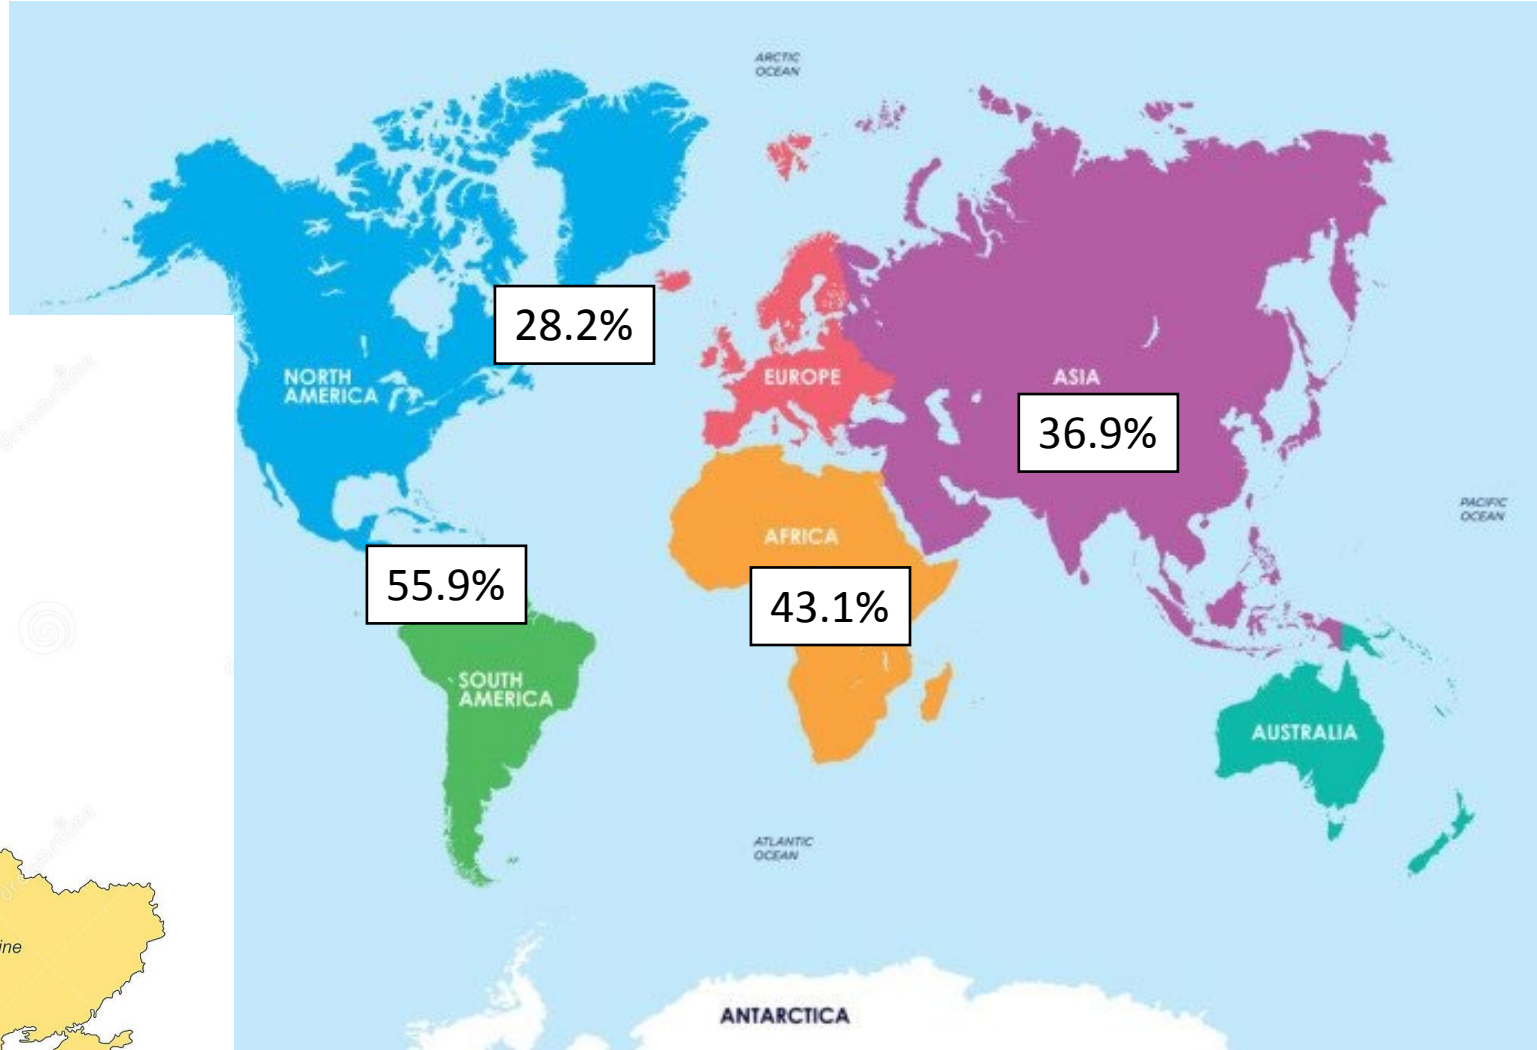 ARCTIC
OCEAN
28.2%
NORTH
AMERICA
EUROPE
ASIA
36.9%
PACIFIC
OCEAN
AFRICA
55.9%
43.1%
SOUTH
AMERICA
AUSTRALIA
ATLANTIC
OCEAN
ine
ANTARCTICA